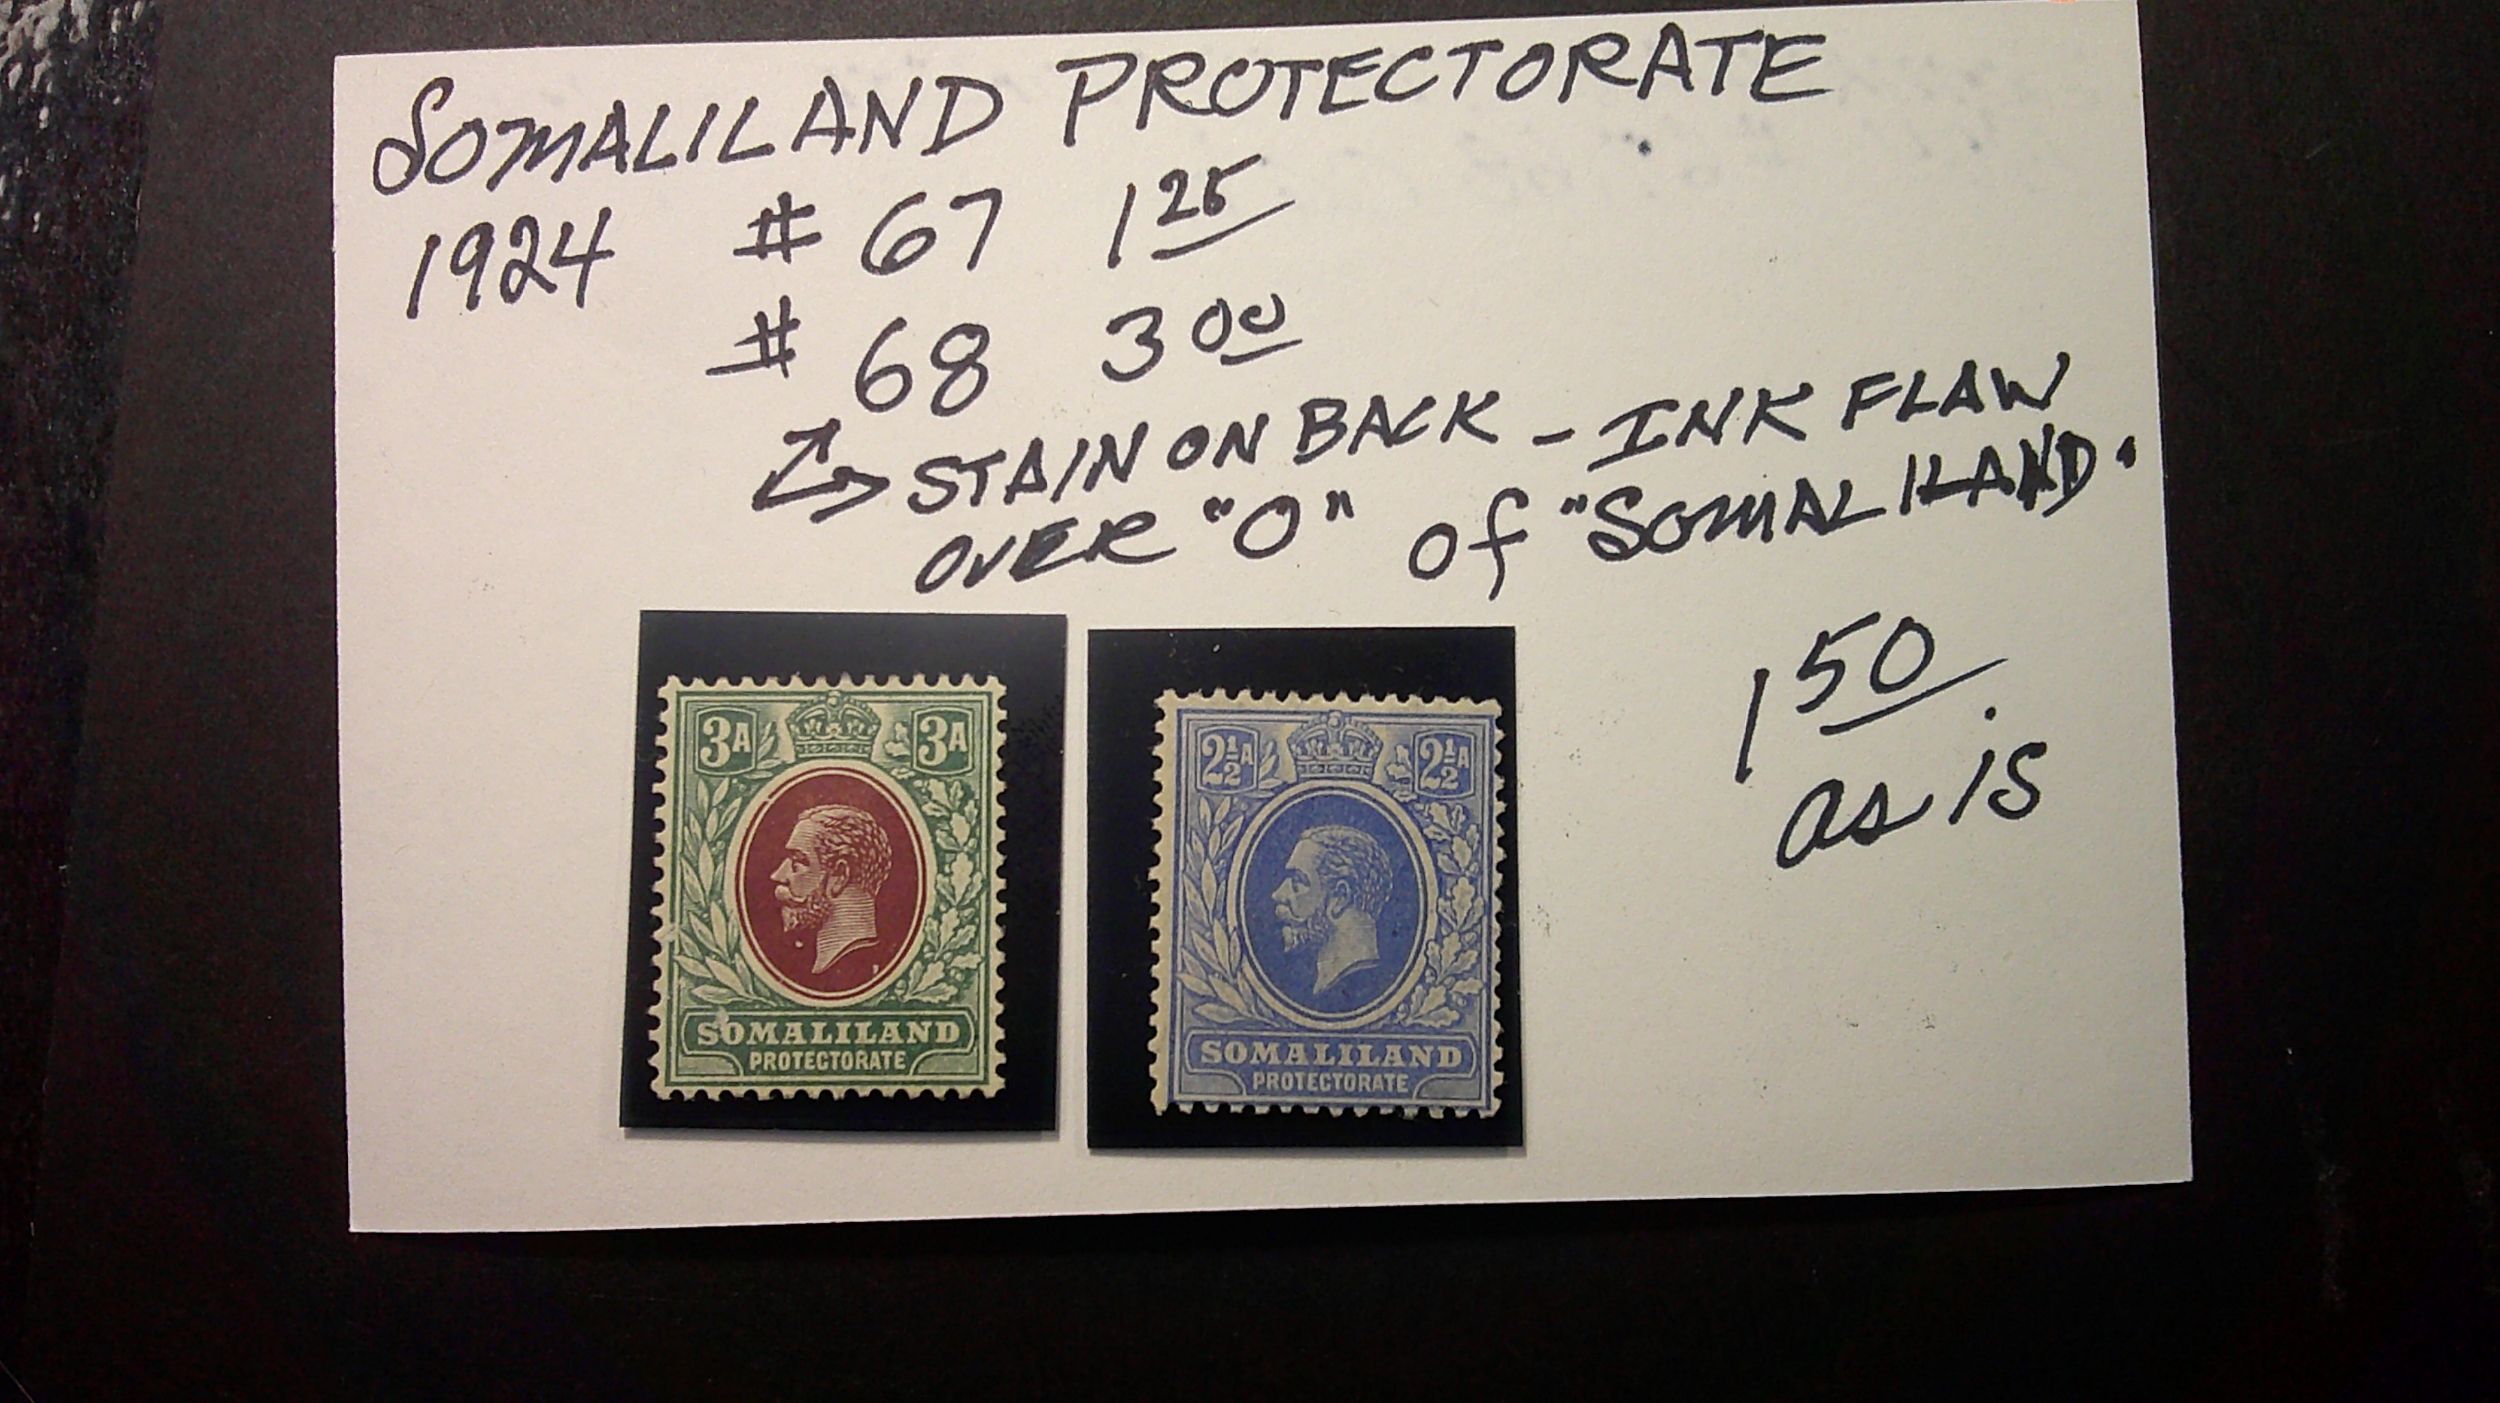 SOMALILAND PROTECTORATE
1924 # 67 1 25
# 68 3 00
STAIN ON BACK - INK FLAW
OVER "O" of "SOMALILAND.
1 50
as is
3A 3A
SOMALILAND
PROTECTORATE
2½A 2½A
SOMALILAND
PROTECTORATE